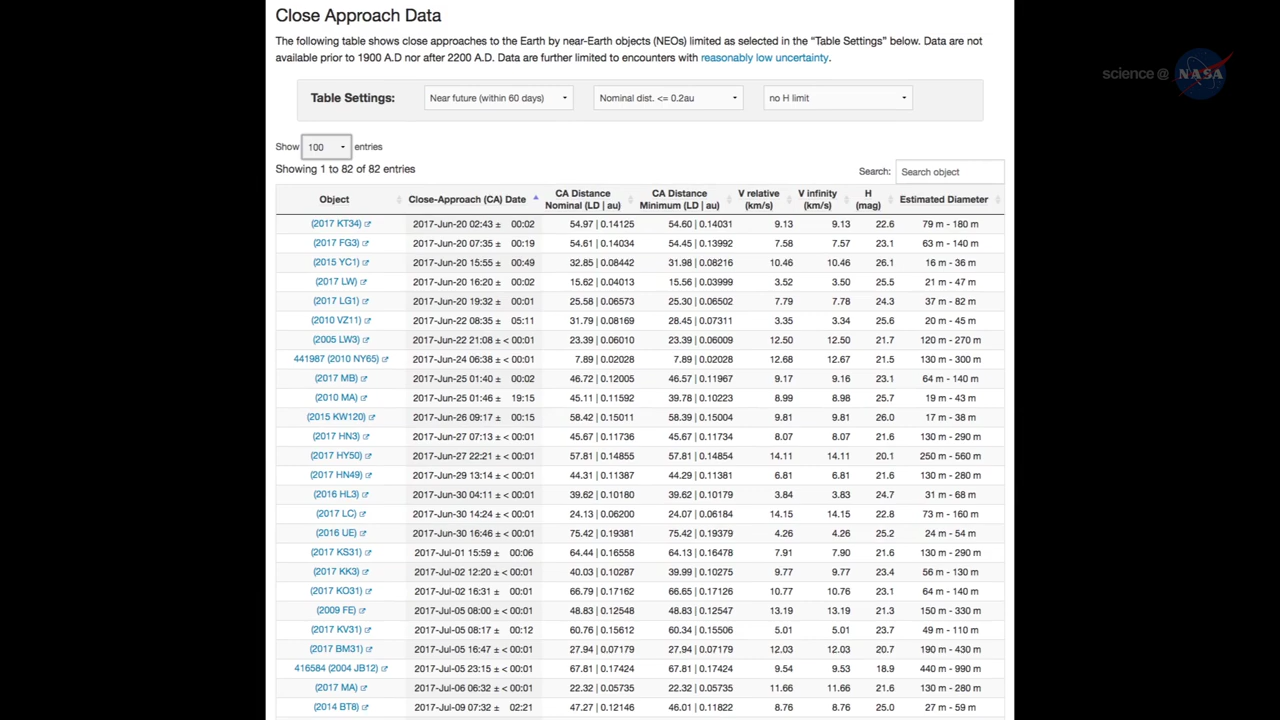 Close Approach Data
The following table shows close approaches to the Earth by near-Earth objects (NEOs) limited as selected in the “Table Settings” below. Data are not
available prior to 1900 A.D nor after 2200 A.D. Data are further limited to encounters with reasonably low uncertainty.
science @ NASA
Table Settings: Near future (within 60 days) Nominal dist. <= 0.2au no H limit
Show 100 entries
Showing 1 to 82 of 82 entries
Search: Search object
Object Close-Approach (CA) Date CA Distance Nominal (LD | au) CA Distance Minimum (LD | au) V relative (km/s) V infinity (km/s) H (mag) Estimated Diameter
(2017 KT34) 2017-Jun-20 02:43 ± 00:02 54.97 | 0.14125 54.60 | 0.14031 9.13 9.13 22.6 79 m - 180 m
(2017 FG3) 2017-Jun-20 07:35 ± 00:19 54.61 | 0.14034 54.45 | 0.13992 7.58 7.57 23.1 63 m - 140 m
(2015 YC1) 2017-Jun-20 15:55 ± 00:49 32.85 | 0.08442 31.98 | 0.08216 10.46 10.46 26.1 16 m - 36 m
(2017 LW) 2017-Jun-20 16:20 ± 00:02 15.62 | 0.04013 15.56 | 0.03999 3.52 3.50 25.5 21 m - 47 m
(2017 LG1) 2017-Jun-20 19:32 ± 00:01 25.58 | 0.06573 25.30 | 0.06502 7.79 7.78 24.3 37 m - 82 m
(2010 VZ11) 2017-Jun-22 08:35 ± 05:11 31.79 | 0.08169 28.45 | 0.07311 3.35 3.34 25.6 20 m - 45 m
(2005 LW3) 2017-Jun-22 21:08 ± < 00:01 23.39 | 0.06010 23.39 | 0.06009 12.50 12.50 21.7 120 m - 270 m
441987 (2010 NY65) 2017-Jun-24 06:38 ± < 00:01 7.89 | 0.02028 7.89 | 0.02028 12.68 12.67 21.5 130 m - 300 m
(2017 MB) 2017-Jun-25 01:40 ± 00:02 46.72 | 0.12005 46.57 | 0.11967 9.17 9.16 23.1 64 m - 140 m
(2010 MA) 2017-Jun-25 01:46 ± 19:15 45.11 | 0.11592 39.78 | 0.10223 8.99 8.98 25.7 19 m - 43 m
(2015 KW120) 2017-Jun-26 09:17 ± 00:15 58.42 | 0.15011 58.39 | 0.15004 9.81 9.81 26.0 17 m - 38 m
(2017 HN3) 2017-Jun-27 07:13 ± < 00:01 45.67 | 0.11736 45.67 | 0.11734 8.07 8.07 21.6 130 m - 290 m
(2017 HY50) 2017-Jun-27 22:21 ± < 00:01 57.81 | 0.14855 57.81 | 0.14854 14.11 14.11 20.1 250 m - 560 m
(2017 HN49) 2017-Jun-29 13:14 ± < 00:01 44.31 | 0.11387 44.29 | 0.11381 6.81 6.81 21.6 130 m - 280 m
(2016 HL3) 2017-Jun-30 04:11 ± < 00:01 39.62 | 0.10180 39.62 | 0.10179 3.84 3.83 24.7 31 m - 68 m
(2017 LC) 2017-Jun-30 14:24 ± < 00:01 24.13 | 0.06200 24.07 | 0.06184 14.15 14.15 22.8 73 m - 160 m
(2016 UE) 2017-Jun-30 16:46 ± < 00:01 75.42 | 0.19381 75.42 | 0.19379 4.26 4.26 25.2 24 m - 54 m
(2017 KS31) 2017-Jul-01 15:59 ± 00:06 64.44 | 0.16558 64.13 | 0.16478 7.91 7.90 21.6 130 m - 290 m
(2017 KK3) 2017-Jul-02 12:20 ± < 00:01 40.03 | 0.10287 39.99 | 0.10275 9.77 9.77 23.4 56 m - 130 m
(2017 KO31) 2017-Jul-02 16:31 ± 00:01 66.79 | 0.17162 66.65 | 0.17126 10.77 10.76 23.1 64 m - 140 m
(2009 FE) 2017-Jul-05 08:00 ± < 00:01 48.83 | 0.12548 48.83 | 0.12547 13.19 13.19 21.3 150 m - 330 m
(2017 KV31) 2017-Jul-05 08:17 ± 00:12 60.76 | 0.15612 60.34 | 0.15506 5.01 5.01 23.7 49 m - 110 m
(2017 BM31) 2017-Jul-05 16:47 ± < 00:01 27.94 | 0.07179 27.94 | 0.07179 12.03 12.03 20.7 190 m - 430 m
416584 (2004 JB12) 2017-Jul-05 23:15 ± < 00:01 67.81 | 0.17424 67.81 | 0.17424 9.54 9.53 18.9 440 m - 990 m
(2017 MA) 2017-Jul-06 06:32 ± < 00:01 22.32 | 0.05735 22.32 | 0.05735 11.66 11.66 21.6 130 m - 280 m
(2014 BT8) 2017-Jul-09 07:32 ± 02:21 47.27 | 0.12146 46.01 | 0.11822 8.76 8.76 25.0 27 m - 59 m